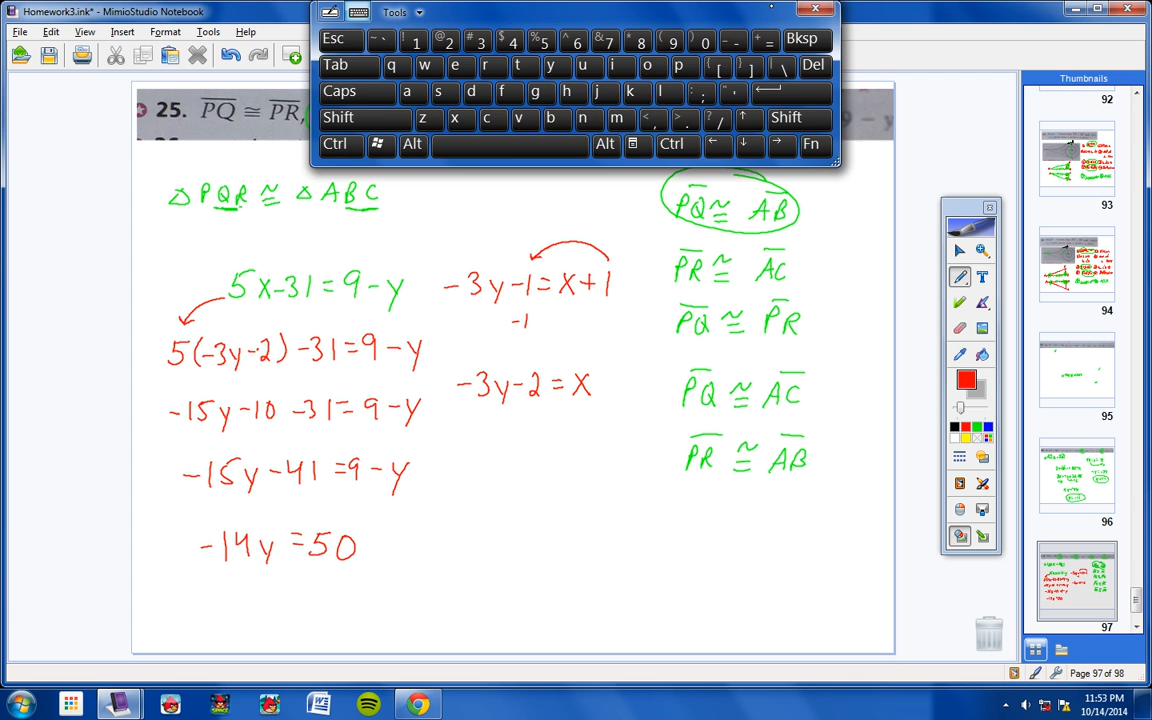 Homework3.ink* - MimioStudio Notebook
File Edit View Insert Format Tools Help
Tools
Esc ~ ` ! 1 @ 2 # 3 $ 4 % 5 ^ 6 & 7 * 8 ( 9 ) 0 _ - + = Bksp
Tab q w e r t y u i o p { [ } ] | \ Del
Caps a s d f g h j k l : ; " '
Shift z x c v b n m < , > . ? / ↑ Shift
Ctrl Alt Alt Ctrl ← ↓ → Fn
25. PQ ≅ PR,
9 - y
△PQR ≅ △ABC
5x-31=9-y
5(-3y-2)-31=9-y
-15y-10-31=9-y
-15y-41=9-y
-14y=50
-3y-1=x+1
-1
-3y-2=x
PQ ≅ AB
PR ≅ AC
PQ ≅ PR
PQ ≅ AC
PR ≅ AB
Thumbnails
92
93
94
95
96
97
Page 97 of 98
11:53 PM
10/14/2014